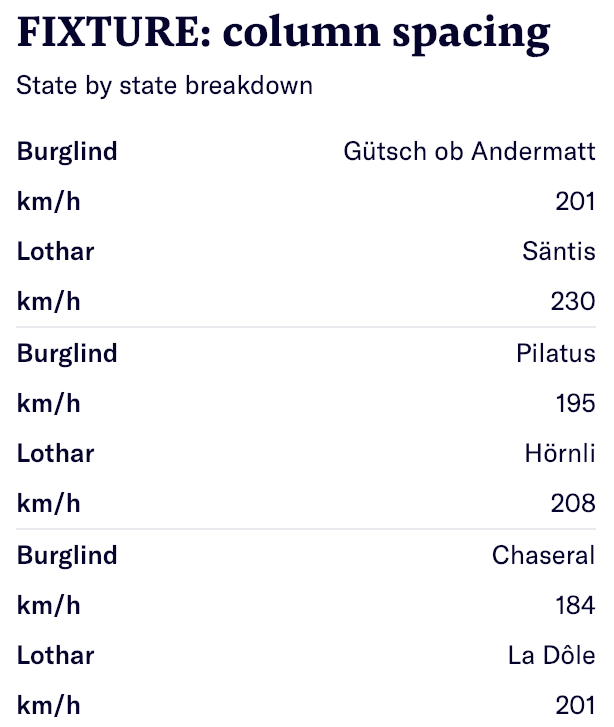 FIXTURE: column spacing
State by state breakdown
Burglind Gütsch ob Andermatt
km/h 201
Lothar Säntis
km/h 230
Burglind Pilatus
km/h 195
Lothar Hörnli
km/h 208
Burglind Chaseral
km/h 184
Lothar La Dôle
km/h 201